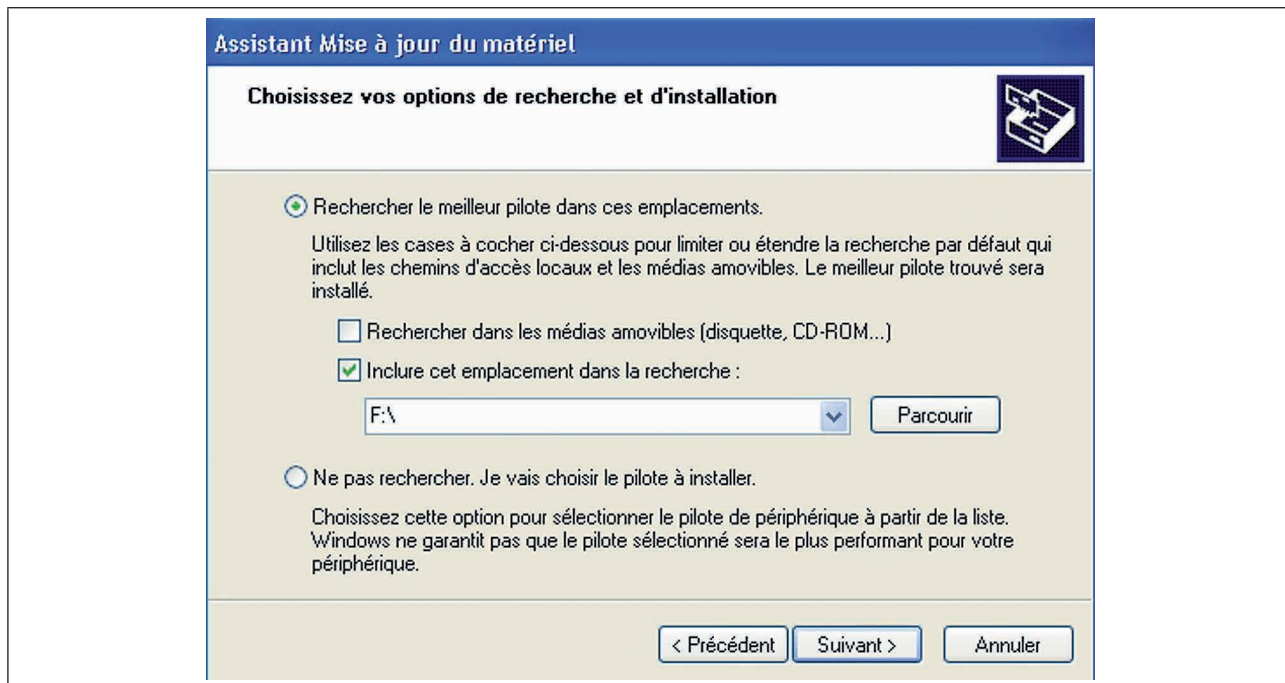 Assistant Mise à jour du matériel
Choisissez vos options de recherche et d'installation
Rechercher le meilleur pilote dans ces emplacements.
Utilisez les cases à cocher ci-dessous pour limiter ou étendre la recherche par défaut qui
inclut les chemins d'accès locaux et les médias amovibles. Le meilleur pilote trouvé sera
installé.
Rechercher dans les médias amovibles (disquette, CD-ROM...)
Inclure cet emplacement dans la recherche :
F:\
Parcourir
Ne pas rechercher. Je vais choisir le pilote à installer.
Choisissez cette option pour sélectionner le pilote de périphérique à partir de la liste.
Windows ne garantit pas que le pilote sélectionné sera le plus performant pour votre
périphérique.
< Précédent
Suivant >
Annuler